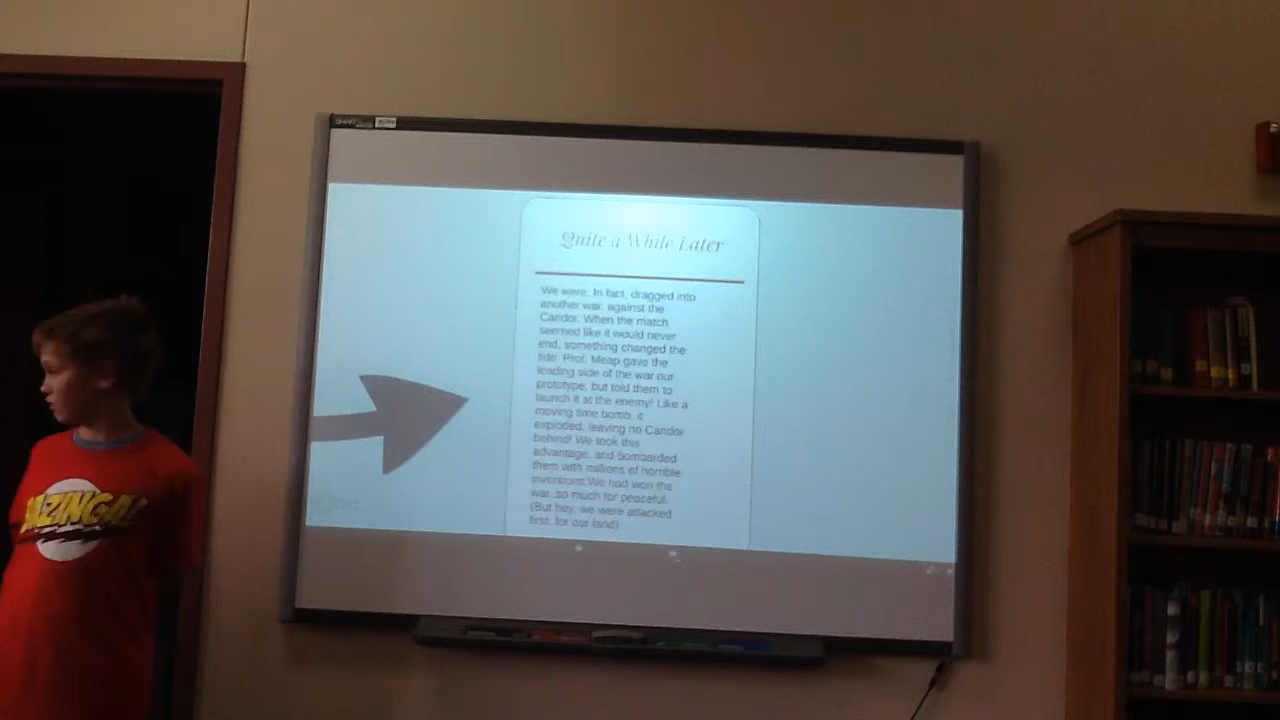 Quite a While Later
We were, In fact, dragged into
another war, against the
Candor. When the match
seemed like it would never
end, something changed the
tide. Prof. Meap gave the
leading side of the war our
prototype, but told them to
launch it at the enemy! Like a
moving time bomb, it
exploded, leaving no Candor
behind! We took this
advantage, and bombarded
them with millions of horrible
inventions.We had won the
war, so much for peaceful.
(But hey, we were attacked
first, for our land)
BAZINGA!